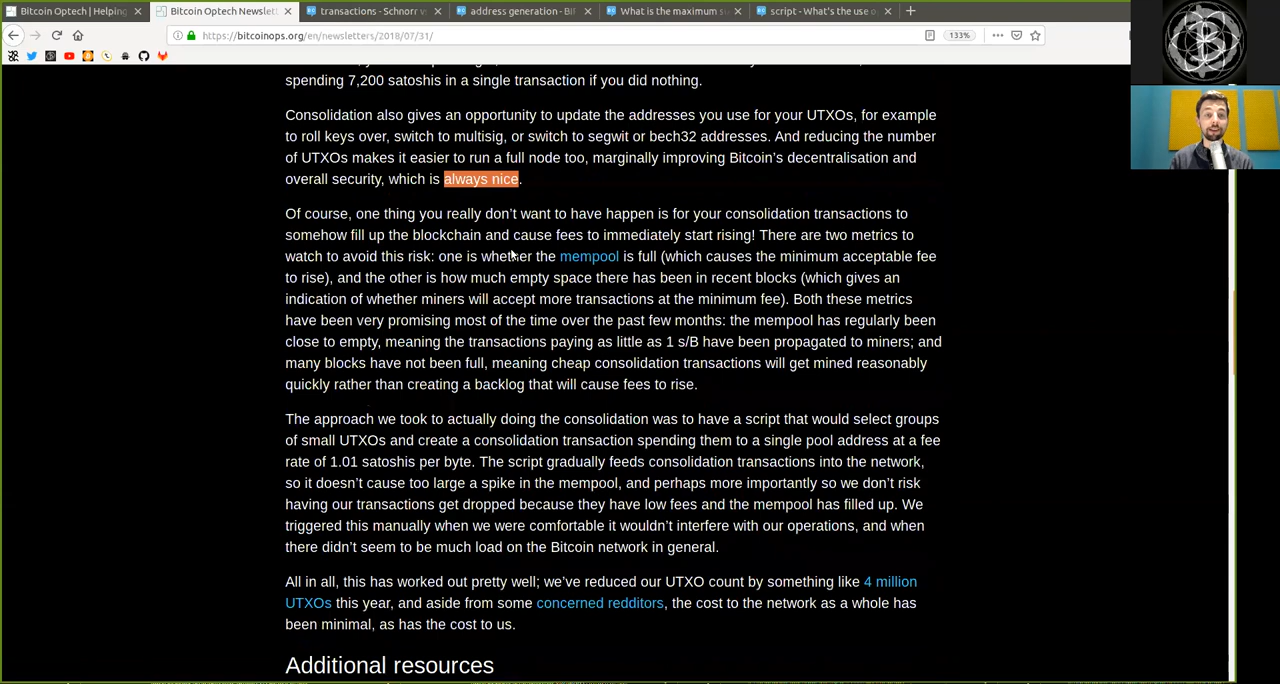 Bitcoin Optech | Helping
Bitcoin Optech Newslett
transactions - Schnorr v
address generation - Bi
What is the maximum s
script - What's the use o
https://bitcoinops.org/en/newsletters/2018/07/31/
133%
spending 7,200 satoshis in a single transaction if you did nothing.
Consolidation also gives an opportunity to update the addresses you use for your UTXOs, for example
to roll keys over, switch to multisig, or switch to segwit or bech32 addresses. And reducing the number
of UTXOs makes it easier to run a full node too, marginally improving Bitcoin's decentralisation and
overall security, which is always nice.
Of course, one thing you really don't want to have happen is for your consolidation transactions to
somehow fill up the blockchain and cause fees to immediately start rising! There are two metrics to
watch to avoid this risk: one is whether the mempool is full (which causes the minimum acceptable fee
to rise), and the other is how much empty space there has been in recent blocks (which gives an
indication of whether miners will accept more transactions at the minimum fee). Both these metrics
have been very promising most of the time over the past few months: the mempool has regularly been
close to empty, meaning the transactions paying as little as 1 s/B have been propagated to miners; and
many blocks have not been full, meaning cheap consolidation transactions will get mined reasonably
quickly rather than creating a backlog that will cause fees to rise.
The approach we took to actually doing the consolidation was to have a script that would select groups
of small UTXOs and create a consolidation transaction spending them to a single pool address at a fee
rate of 1.01 satoshis per byte. The script gradually feeds consolidation transactions into the network,
so it doesn't cause too large a spike in the mempool, and perhaps more importantly so we don't risk
having our transactions get dropped because they have low fees and the mempool has filled up. We
triggered this manually when we were comfortable it wouldn't interfere with our operations, and when
there didn't seem to be much load on the Bitcoin network in general.
All in all, this has worked out pretty well; we've reduced our UTXO count by something like 4 million
UTXOs this year, and aside from some concerned redditors, the cost to the network as a whole has
been minimal, as has the cost to us.
Additional resources